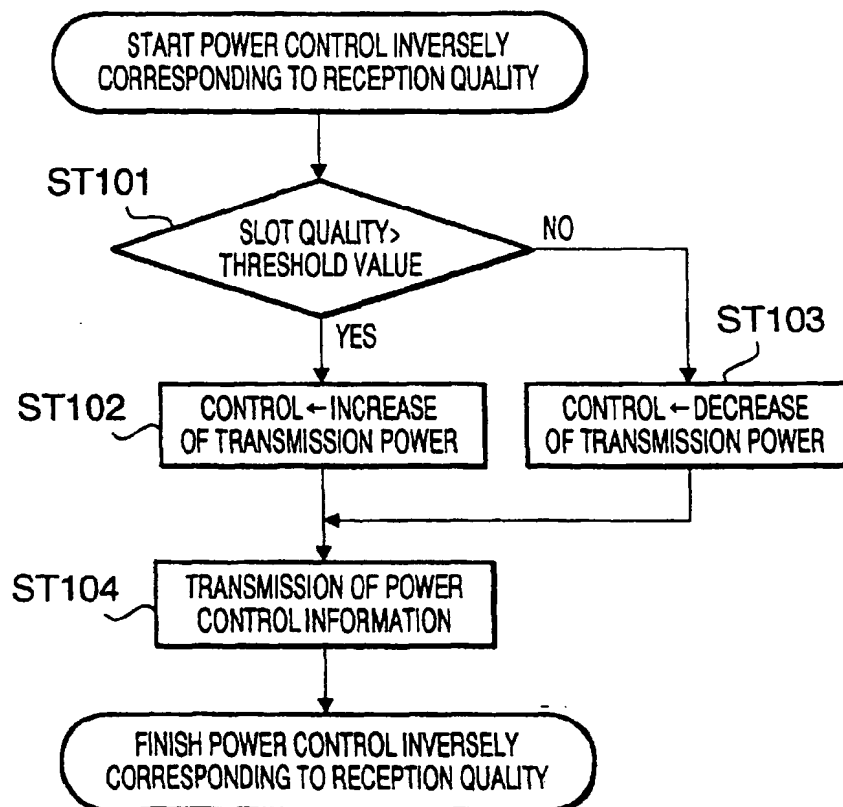 START POWER CONTROL INVERSELY
CORRESPONDING TO RECEPTION QUALITY
ST101
SLOT QUALITY>
THRESHOLD VALUE
NO
YES
ST103
ST102
CONTROL←INCREASE
OF TRANSMISSION POWER
CONTROL←DECREASE
OF TRANSMISSION POWER
ST104
TRANSMISSION OF POWER
CONTROL INFORMATION
FINISH POWER CONTROL INVERSELY
CORRESPONDING TO RECEPTION QUALITY